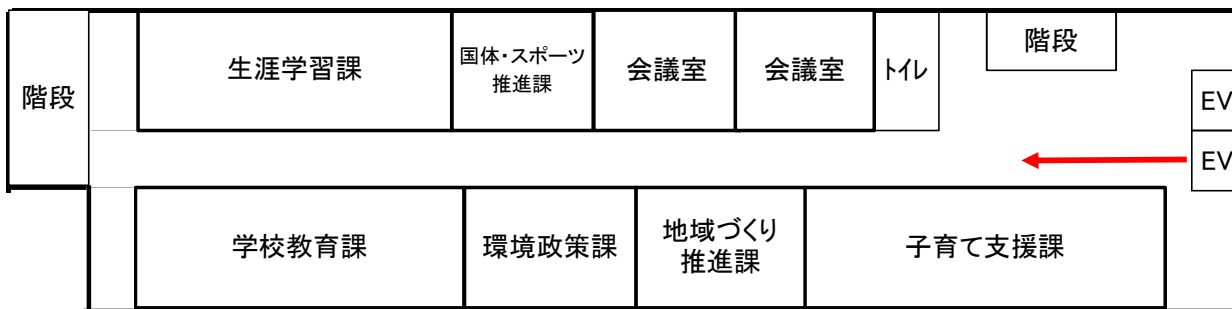 階段
生涯学習課
国体・スポーツ
推進課
会議室
会議室
トイレ
階段
EV
EV
学校教育課
環境政策課
地域づくり
推進課
子育て支援課